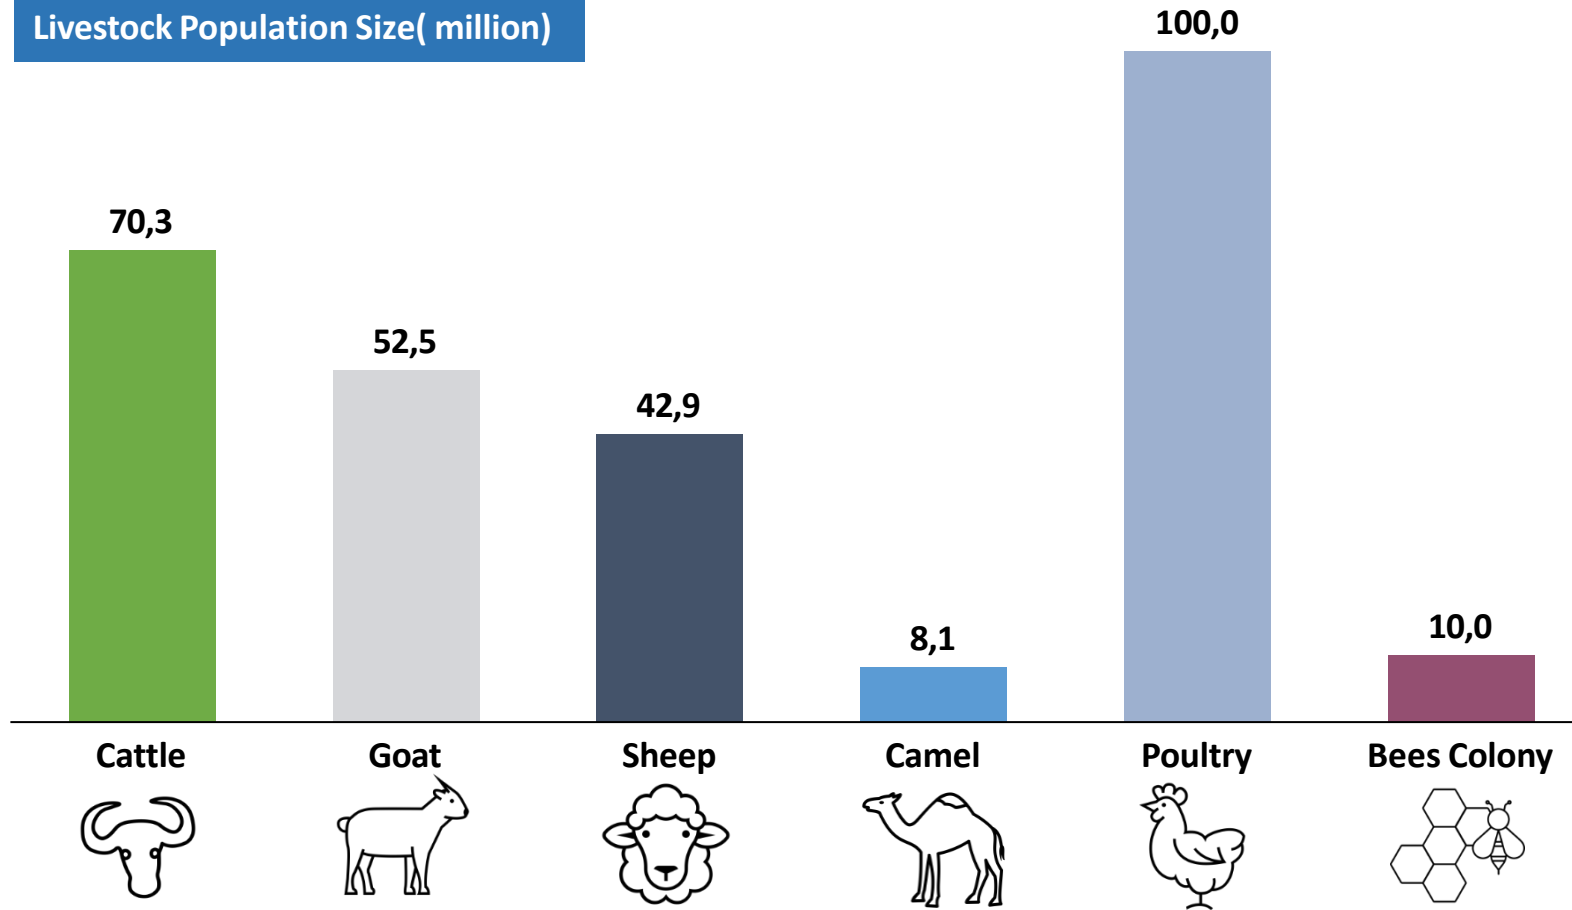 Livestock Population Size( million)
100,0
70,3
52,5
42,9
8,1
10,0
Cattle
Goat
Sheep
Camel
Poultry
Bees Colony